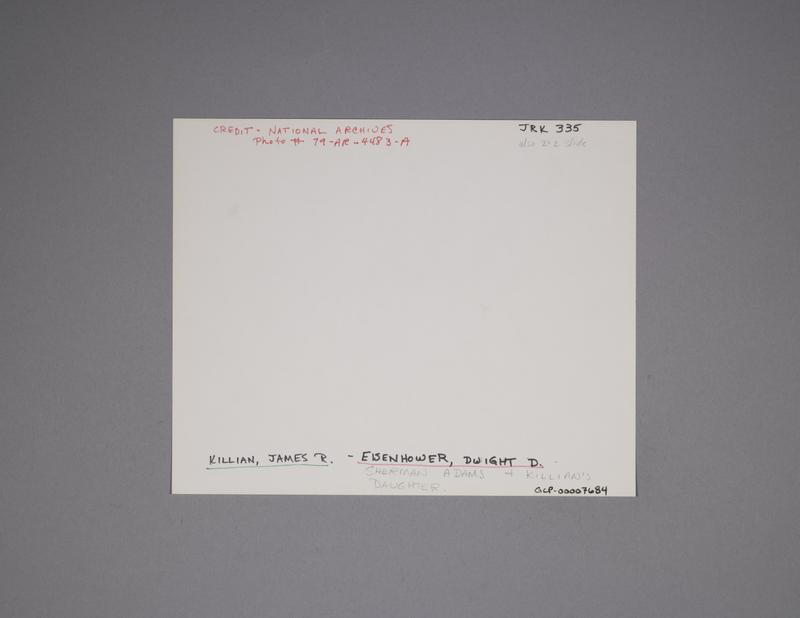 CREDIT - NATIONAL ARCHIVES
Photo # 79-AR-4483-A
JRK 335
also 2x2 slide
KILLIAN, JAMES R. - EISENHOWER, DWIGHT D.
SHERMAN ADAMS + KILLIAN'S
DAUGHTER.
GCP-00007684